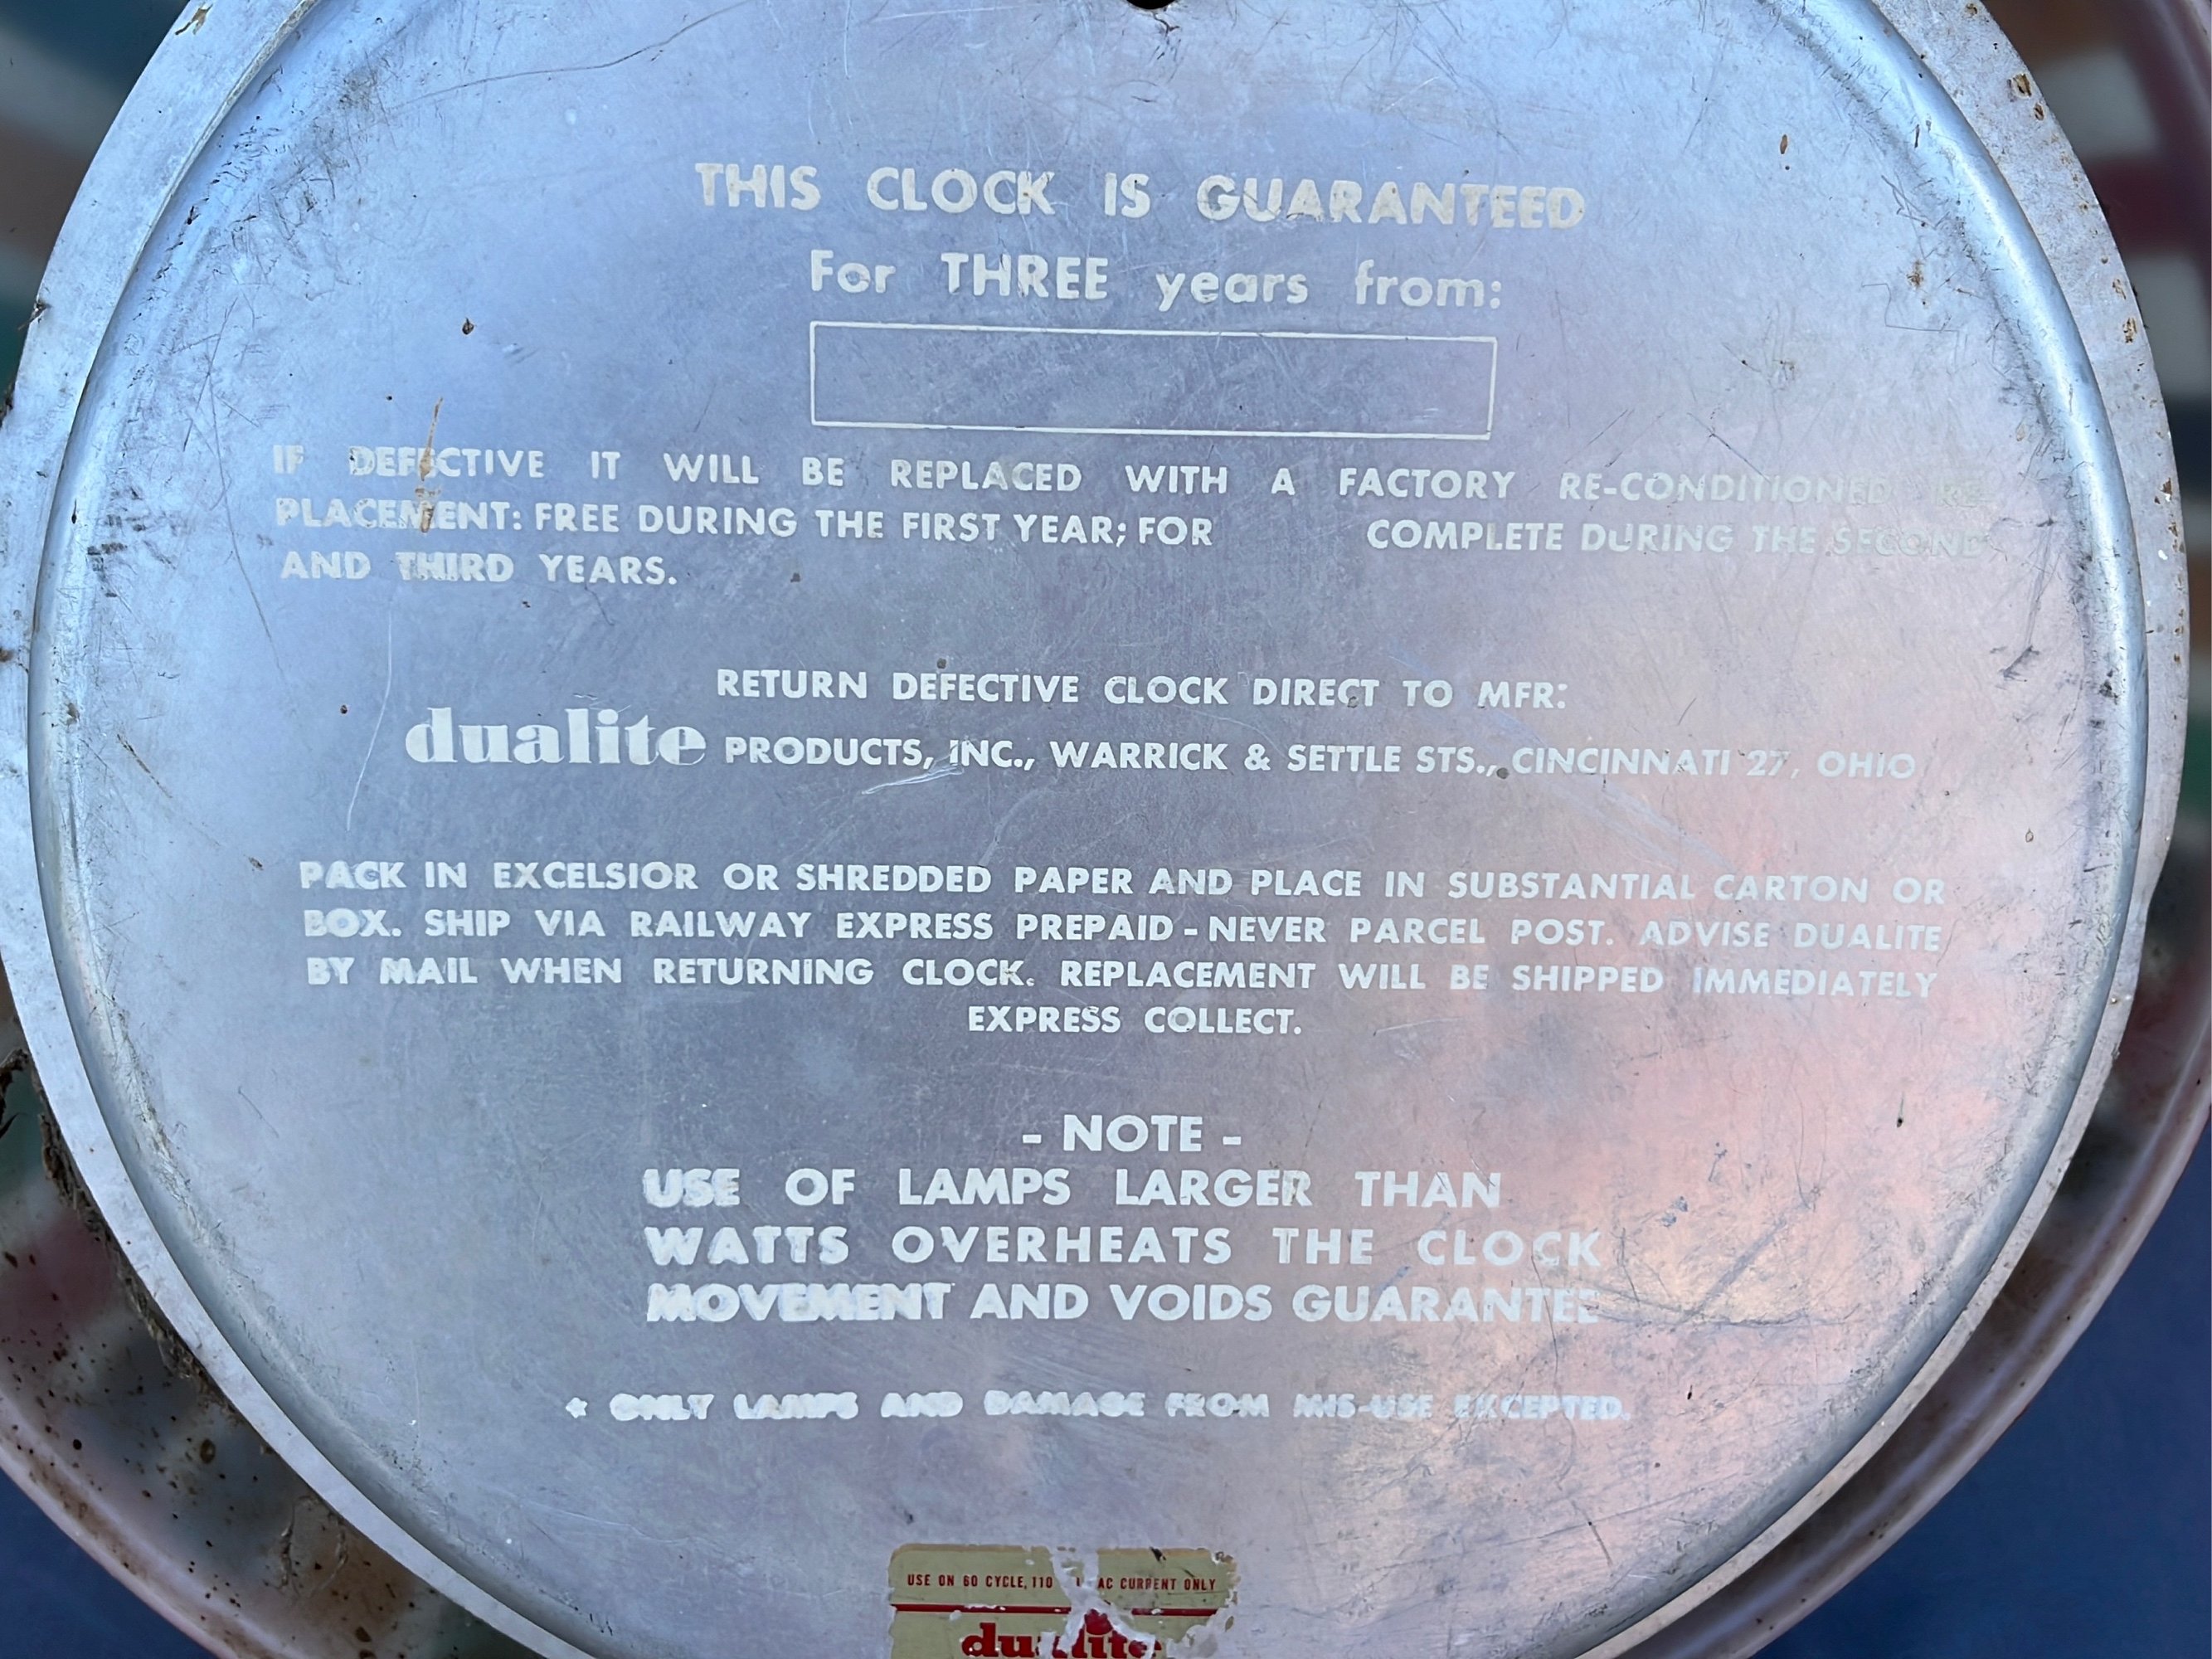 THIS CLOCK IS GUARANTEED
For THREE years from:
IF DEFECTIVE IT WILL BE REPLACED WITH A FACTORY RE-CONDITIONED RE-
PLACEMENT: FREE DURING THE FIRST YEAR; FOR COMPLETE DURING THE SECOND
AND THIRD YEARS.
RETURN DEFECTIVE CLOCK DIRECT TO MFR:
dualite PRODUCTS, INC., WARRICK & SETTLE STS., CINCINNATI 27, OHIO
PACK IN EXCELSIOR OR SHREDDED PAPER AND PLACE IN SUBSTANTIAL CARTON OR
BOX. SHIP VIA RAILWAY EXPRESS PREPAID - NEVER PARCEL POST. ADVISE DUALITE
BY MAIL WHEN RETURNING CLOCK. REPLACEMENT WILL BE SHIPPED IMMEDIATELY
EXPRESS COLLECT.
- NOTE -
USE OF LAMPS LARGER THAN
WATTS OVERHEATS THE CLOCK
MOVEMENT AND VOIDS GUARANTEE
* ONLY LAMPS AND DAMAGE FROM MIS-USE EXCEPTED.
USE ON 60 CYCLE, 110 AC CURRENT ONLY
dualite